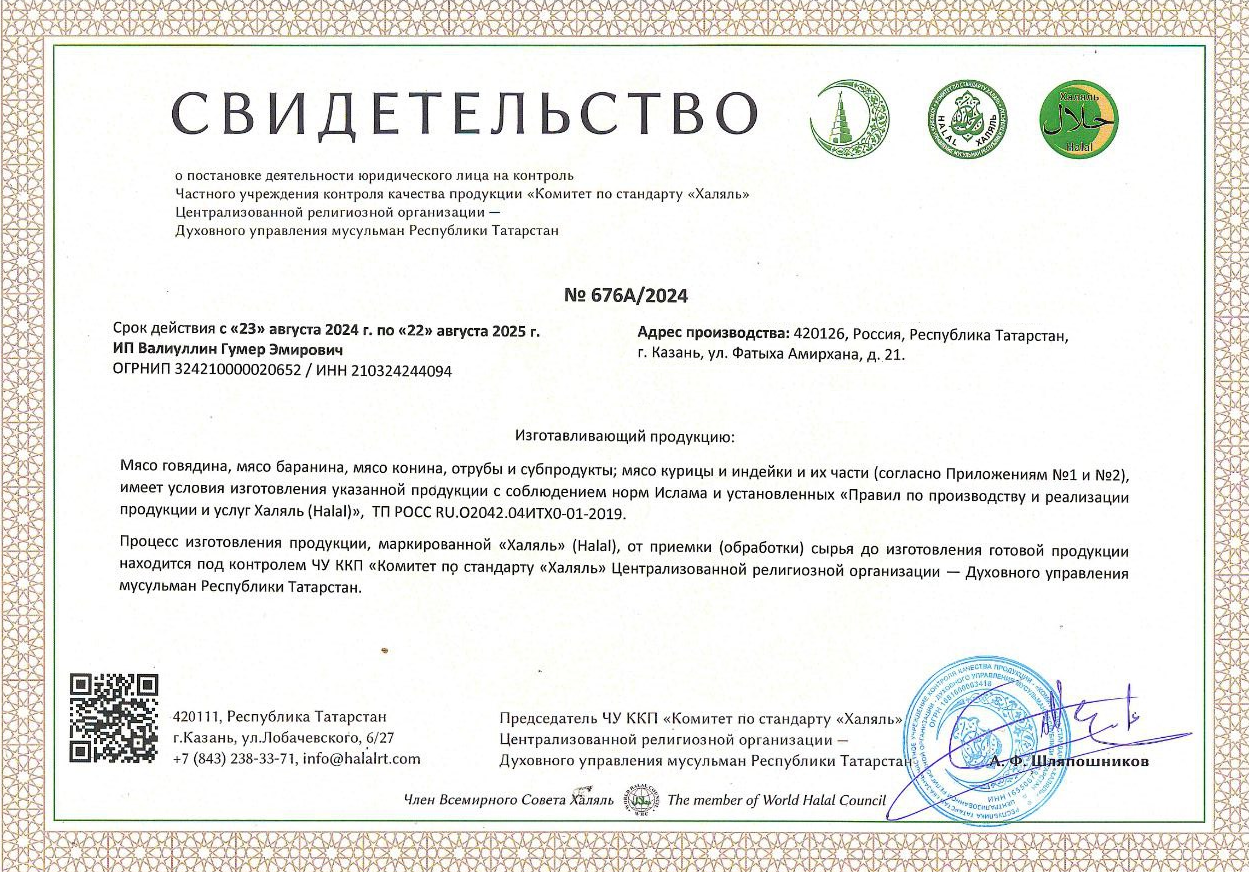 СВИДЕТЕЛЬСТВО
Халяль
حلال
Halal
HALAL
ХАЛЯЛЬ
о постановке деятельности юридического лица на контроль
Частного учреждения контроля качества продукции «Комитет по стандарту «Халяль»
Централизованной религиозной организации —
Духовного управления мусульман Республики Татарстан
№ 676А/2024
Срок действия с «23» августа 2024 г. по «22» августа 2025 г.
ИП Валиуллин Гумер Эмирович
ОГРНИП 324210000020652 / ИНН 210324244094
Адрес производства: 420126, Россия, Республика Татарстан,
г. Казань, ул. Фатыха Амирхана, д. 21.
Изготавливающий продукцию:
Мясо говядина, мясо баранина, мясо конина, отрубы и субпродукты; мясо курицы и индейки и их части (согласно Приложениям №1 и №2),
имеет условия изготовления указанной продукции с соблюдением норм Ислама и установленных «Правил по производству и реализации
продукции и услуг Халяль (Halal)», ТП РОСС RU.О2042.04ИТХ0-01-2019.
Процесс изготовления продукции, маркированной «Халяль» (Halal), от приемки (обработки) сырья до изготовления готовой продукции
находится под контролем ЧУ ККП «Комитет по стандарту «Халяль» Централизованной религиозной организации — Духовного управления
мусульман Республики Татарстан.
420111, Республика Татарстан
г.Казань, ул.Лобачевского, 6/27
+7 (843) 238-33-71, info@halalrt.com
Председатель ЧУ ККП «Комитет по стандарту «Халяль»
Централизованной религиозной организации —
Духовного управления мусульман Республики Татарстан
А. Ф. Шляпошников
Член Всемирного Совета Халяль
The member of World Halal Council